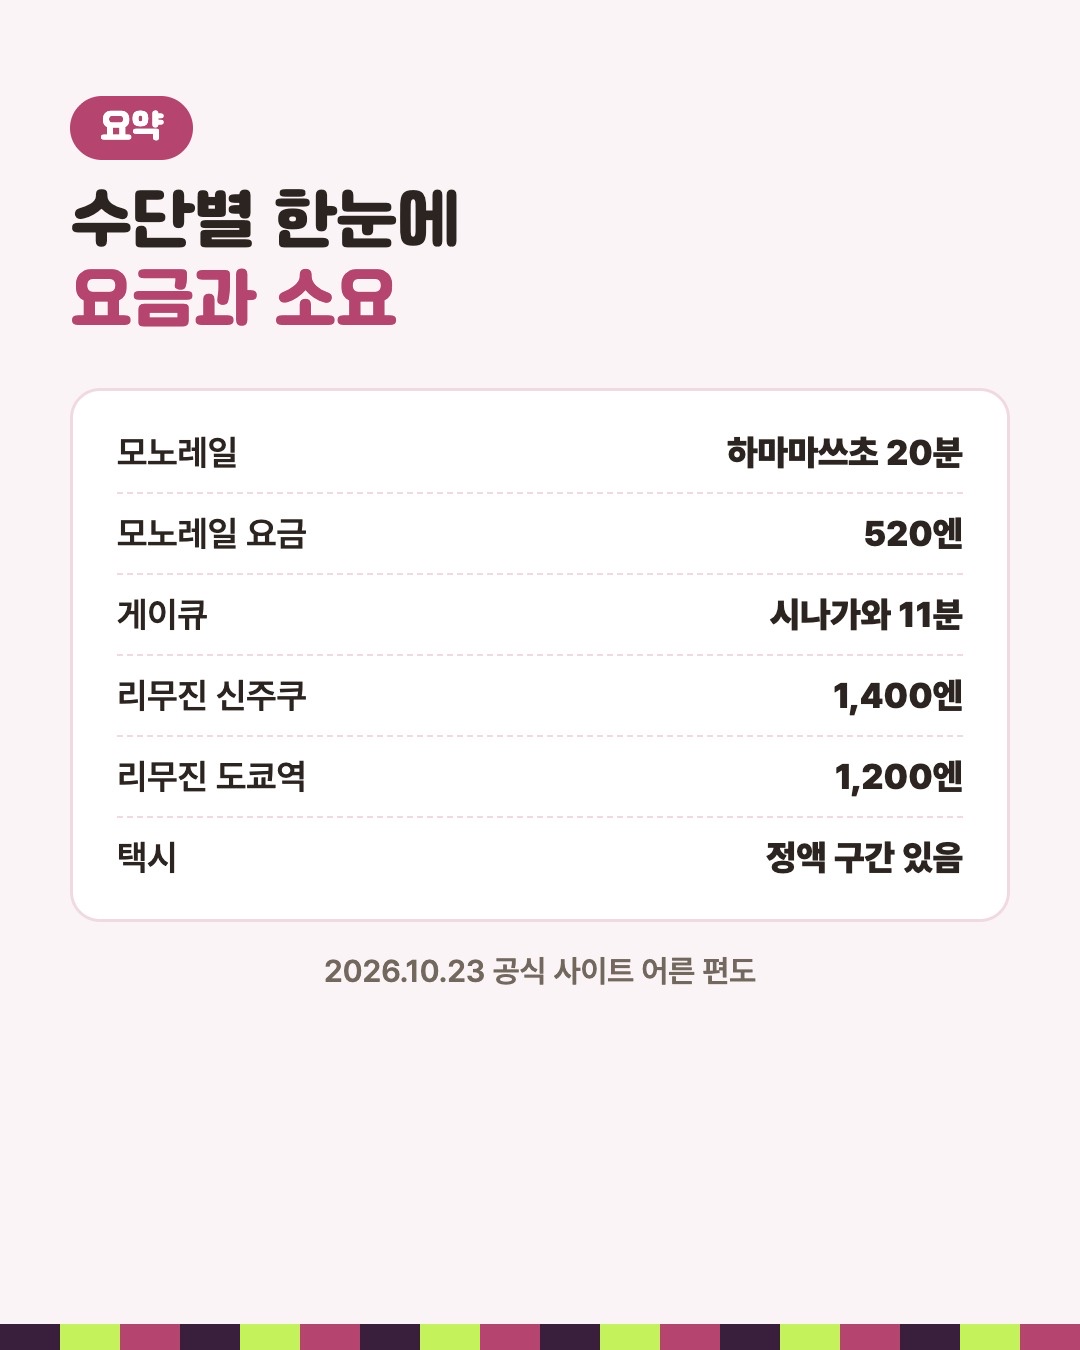 요약
수단별 한눈에
요금과 소요
모노레일 하마마쓰초 20분
모노레일 요금 520엔
게이큐 시나가와 11분
리무진 신주쿠 1,400엔
리무진 도쿄역 1,200엔
택시 정액 구간 있음
2026.10.23 공식 사이트 어른 편도